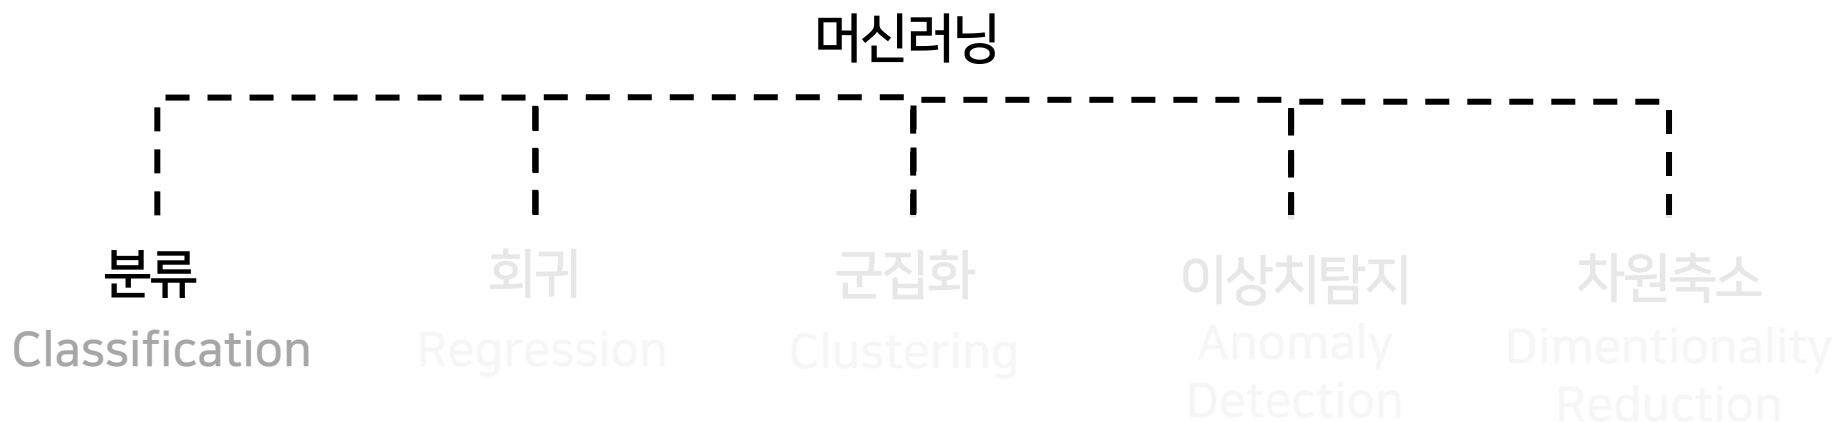 머신러닝
분류 회귀 군집화 이상치탐지 차원축소
Classification Regression Clustering Anomaly Dimentionality
Detection Reduction